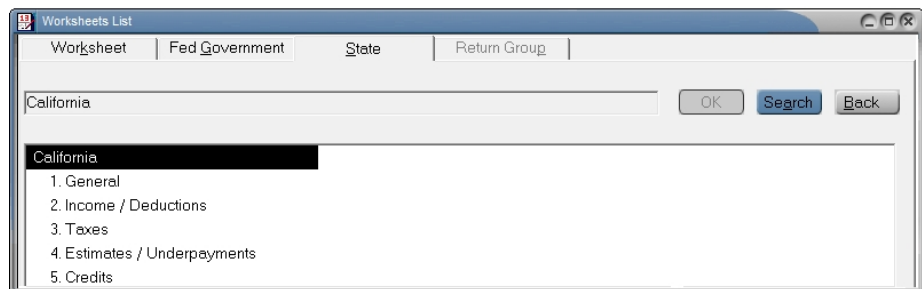 Worksheets List
Worksheet Fed Government State Return Group
California OK Search Back
California
1. General
2. Income / Deductions
3. Taxes
4. Estimates / Underpayments
5. Credits